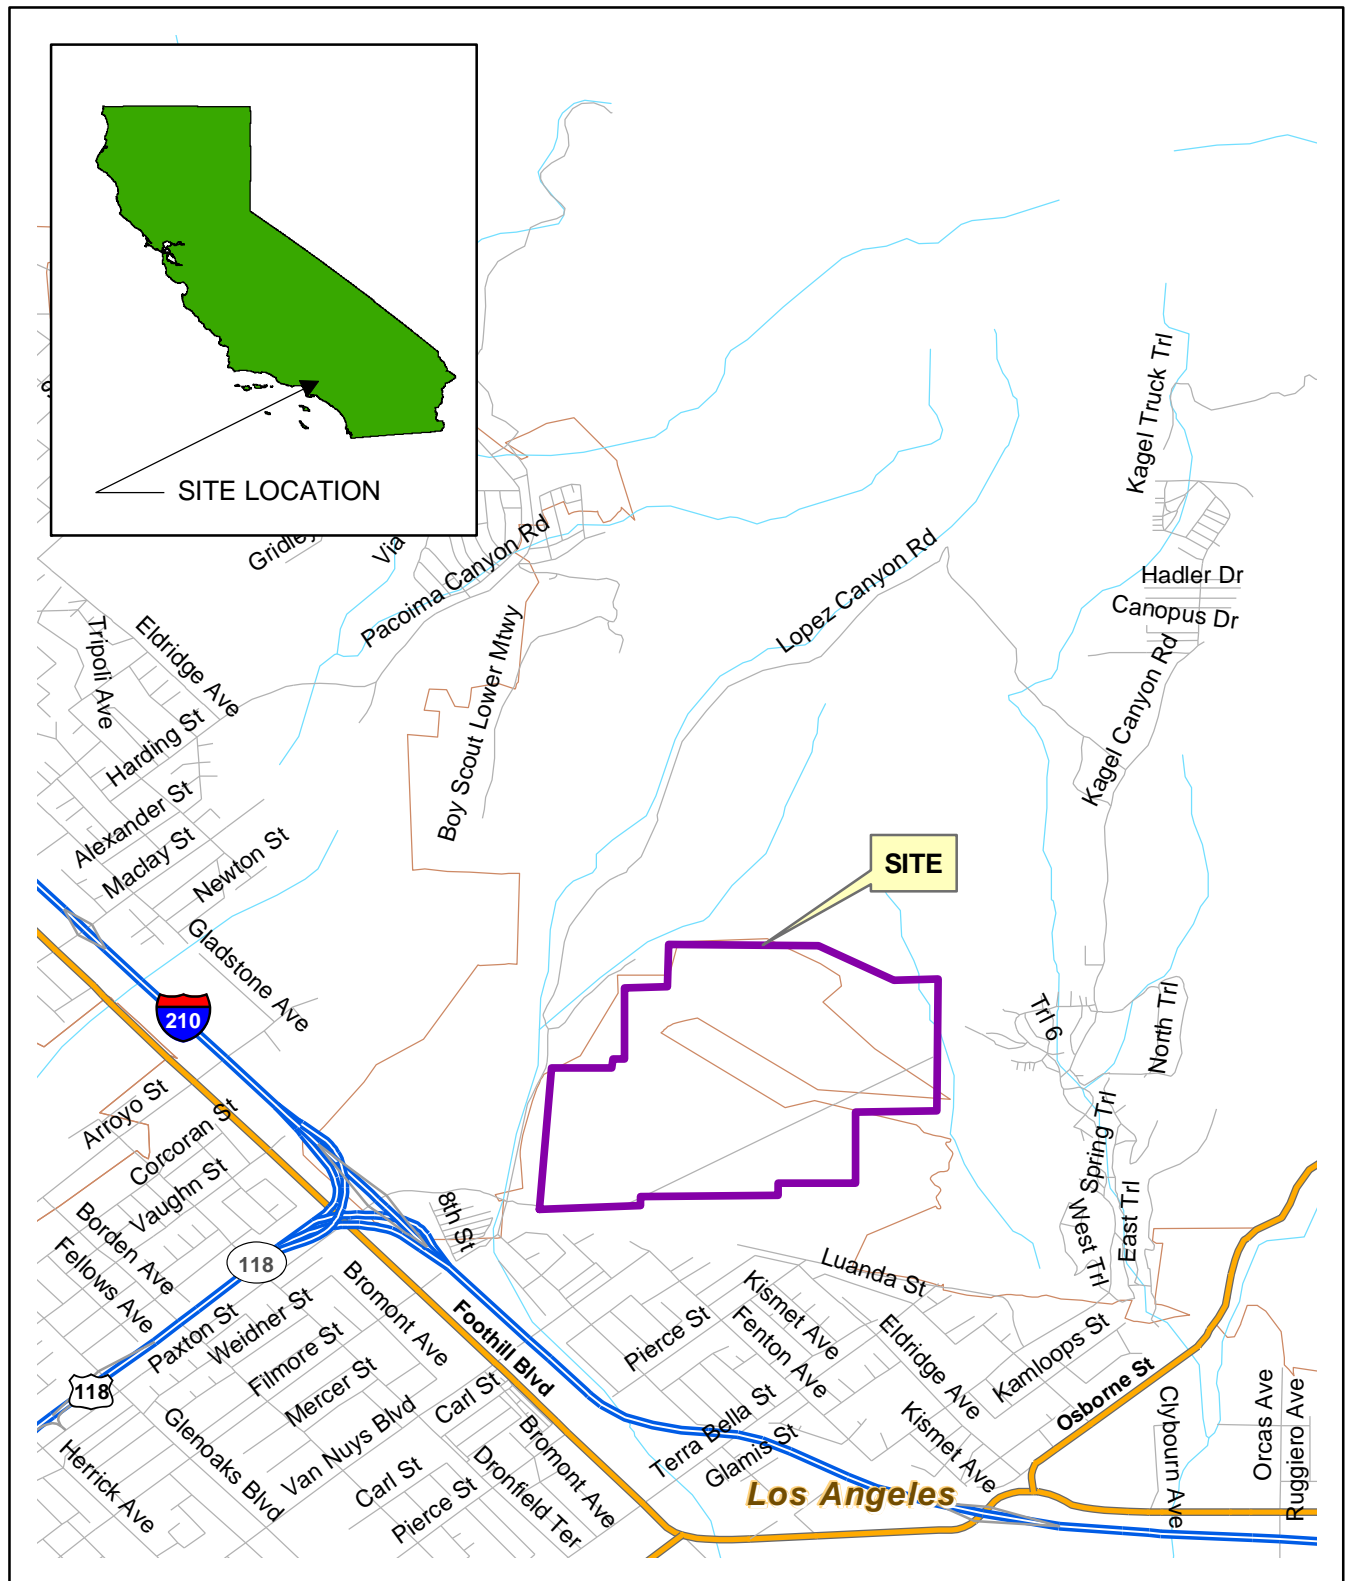 SITE LOCATION
Gridley
Via
Pacoima Canyon Rd
Lopez Canyon Rd
Kagel Truck Trl
Hadler Dr
Canopus Dr
Kagel Canyon Rd
Tripoli Ave
Eldridge Ave
Harding St
Boy Scout Lower Mtwy
Alexander St
Maclay St
Newton St
SITE
Gladstone Ave
210
Trl 6
North Trl
Arroyo St
Corcoran St
Vaughn St
Borden Ave
Fellows Ave
8th St
Spring Trl
West Trl
East Trl
118
Luanda St
Paxton St
Weidner St
Bromont Ave
Foothill Blvd
Filmore St
Pierce St
Kismet Ave
Fenton Ave
Eldridge Ave
Kamloops St
Osborne St
118
Mercer St
Carl St
Glenoaks Blvd
Van Nuys Blvd
Bromont Ave
Terra Bella St
Glamis St
Kismet Ave
Clybourn Ave
Orcas Ave
Ruggiero Ave
Herrick Ave
Carl St
Pierce St
Dronfield Ter
Los Angeles